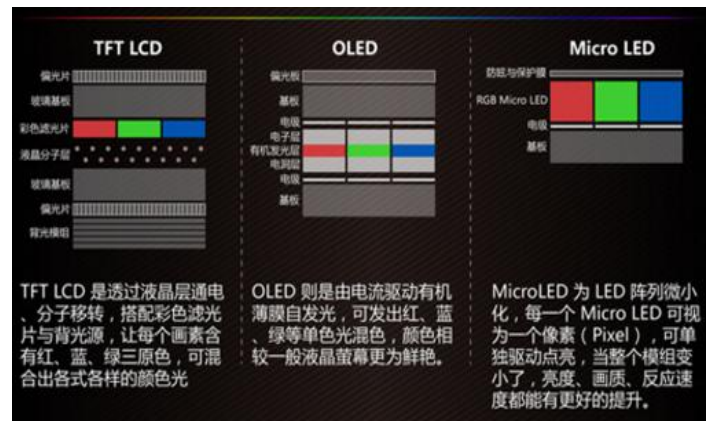 TFT LCD
偏光片
玻璃基板
彩色滤光片
液晶分子层
玻璃基板
偏光片
背光模组
TFT LCD 是透过液晶层通电
、分子移转，搭配彩色滤光
片与背光源，让每个画素含
有红、蓝、绿三原色，可混
合出各式各样的颜色光
OLED
偏光板
基板
电极
电子层
有机发光层
电洞层
电极
基板
OLED 则是由电流驱动有机
薄膜自发光，可发出红、蓝
、绿等单色光混色，颜色相
较一般液晶萤幕更为鲜艳。
Micro LED
防眩与保护膜
RGB Micro LED
电极
基板
MicroLED 为 LED 阵列微小
化，每一个 Micro LED 可视
为一个像素（Pixel），可单
独驱动点亮，当整个模组变
小了，亮度、画质、反应速
度都能有更好的提升。